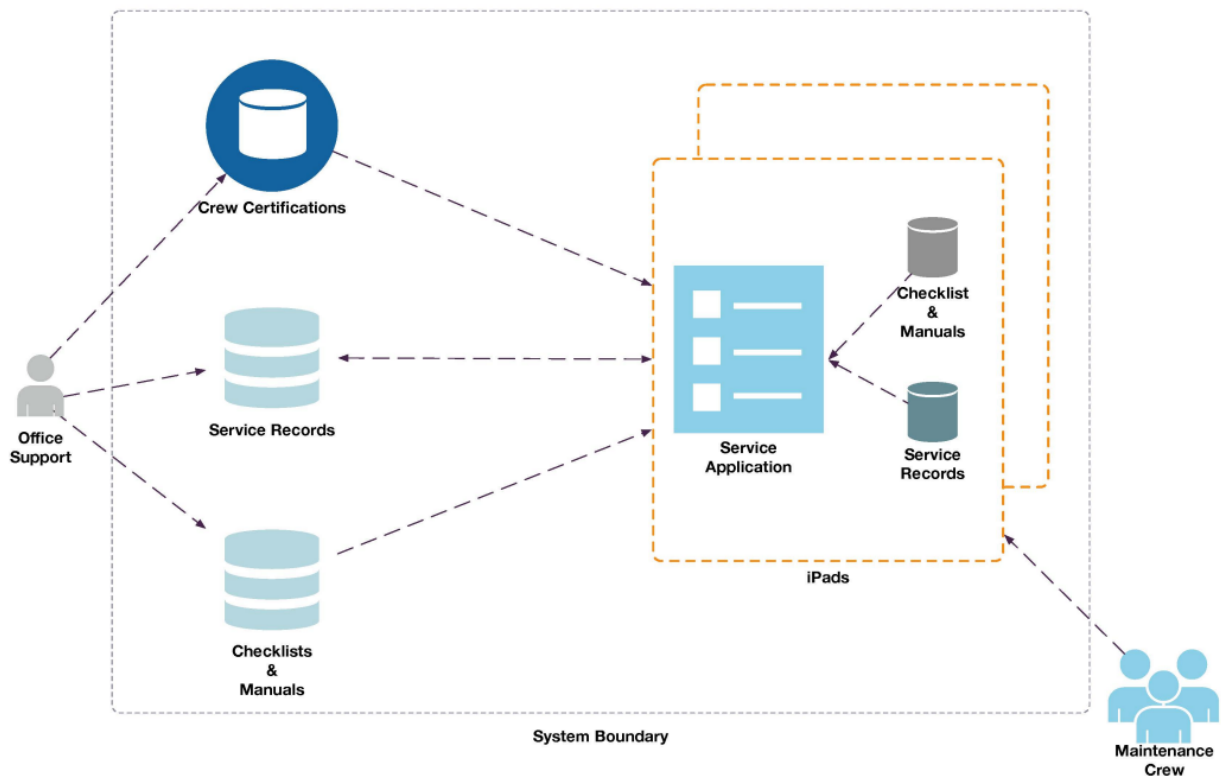 Crew Certifications
Checklist
&
Manuals
Office
Support
Service Records
Service
Application
Service
Records
iPads
Checklists
&
Manuals
System Boundary
Maintenance
Crew